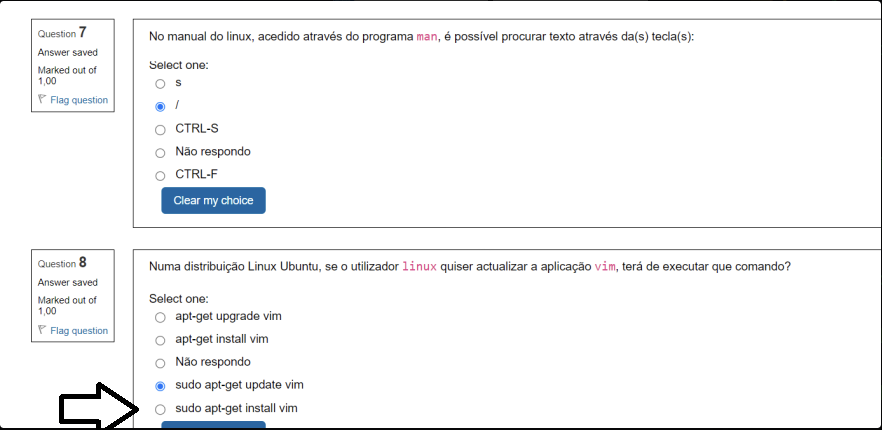 Question 7
Answer saved
Marked out of
1,00
Flag question
No manual do linux, acedido através do programa man, é possível procurar texto através da(s) tecla(s):
Select one:
s
/
CTRL-S
Não respondo
CTRL-F
Clear my choice
Question 8
Answer saved
Marked out of
1,00
Flag question
Numa distribuição Linux Ubuntu, se o utilizador linux quiser actualizar a aplicação vim, terá de executar que comando?
Select one:
apt-get upgrade vim
apt-get install vim
Não respondo
sudo apt-get update vim
sudo apt-get install vim